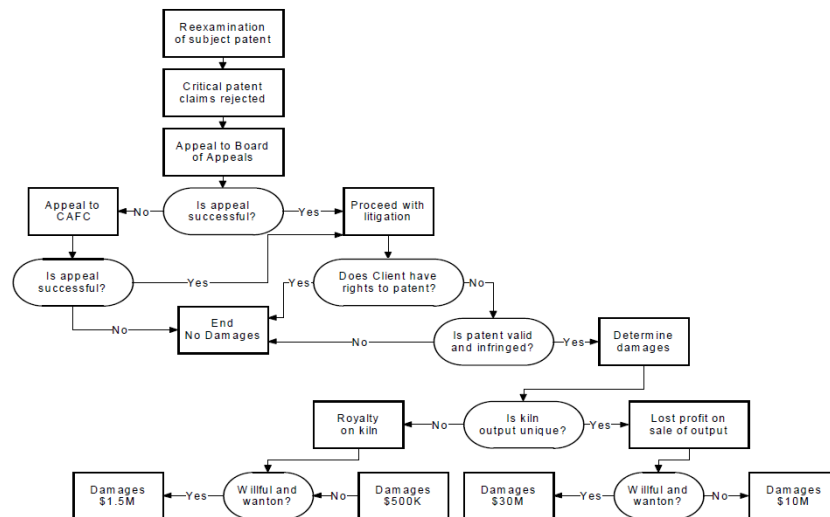 Reexamination
of subject patent
Critical patent
claims rejected
Appeal to Board
of Appeals
Appeal to
CAFC
No
Is appeal
successful?
Yes
Proceed with
litigation
Is appeal
successful?
Yes
Yes
Does Client have
rights to patent?
No
No
End
No Damages
No
Is patent valid
and infringed?
Yes
Determine
damages
Royalty
on kiln
No
Is kiln
output unique?
Yes
Lost profit on
sale of output
Damages
$1.5M
Yes
Willful and
wanton?
No
Damages
$500K
Damages
$30M
Yes
Willful and
wanton?
No
Damages
$10M